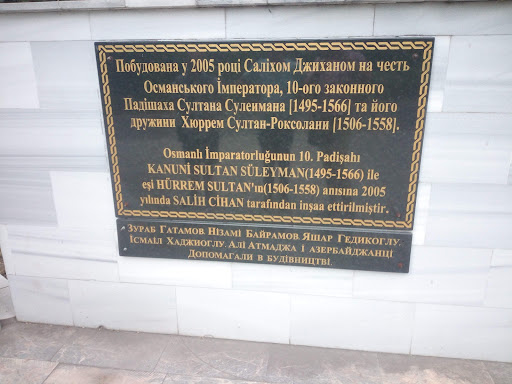 Побудована у 2005 році Саліхом Джиханом на честь
Османського Імператора, 10-ого законного
Падішаха Султана Сулеимана [1495-1566] та його
дружини Хюррем Султан-Роксолани [1506-1558].
Osmanlı İmparatorluğunun 10. Padişahı
KANUNİ SULTAN SÜLEYMAN(1495-1566) ile
eşi HÜRREM SULTAN'ın(1506-1558) anısına 2005
yılında SALİH CİHAN tarafından inşaa ettirilmiştir.
Зураб Гатамов Нізамі Байрамов Яшар Гедикоглу
Ісмаіл Хаджиоглу Алі Атмаджа і азербайджанці
Допомагали в будівництві.